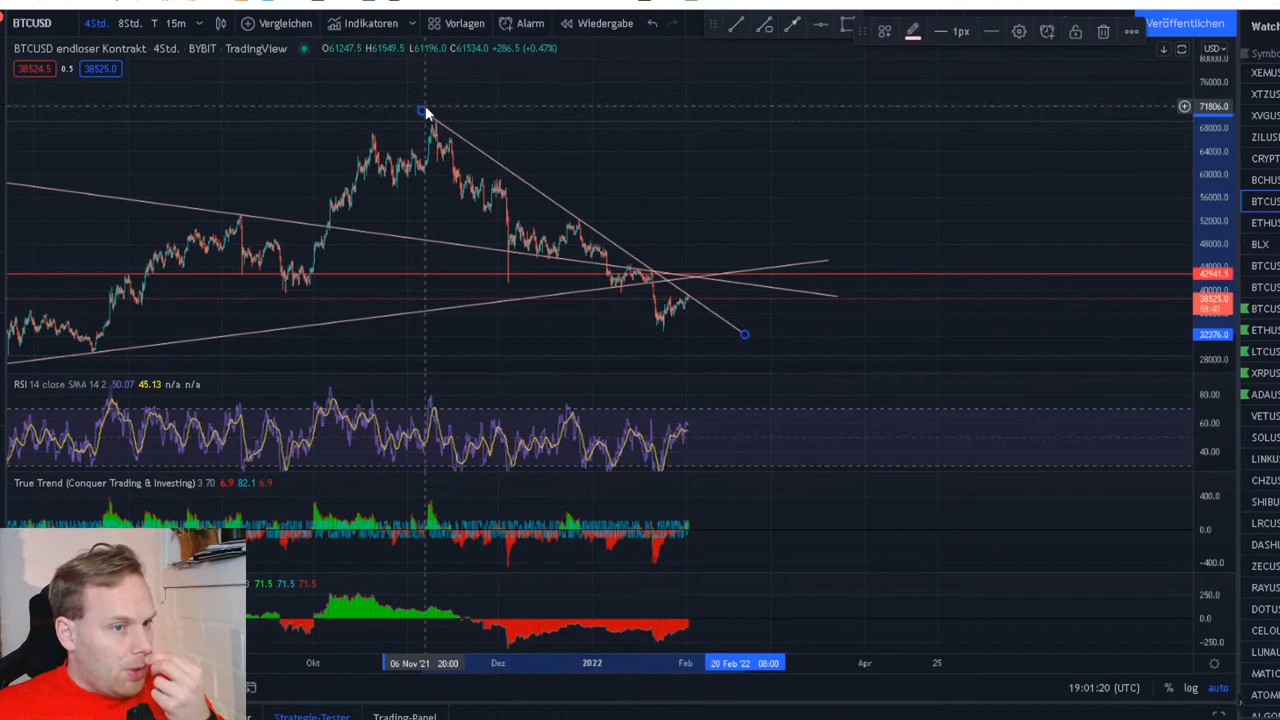 BTCUSD 4Std. 8Std. T 15m Vergleichen Indikatoren Vorlagen Alarm Wiedergabe 1px Veröffentlichen
BTCUSD endloser Kontrakt · 4Std. · BYBIT · TradingView O61247.5 H61549.5 L61196.0 C61534.0 +286.5 (+0.47%) USD
38524.5 0.5 38525.0
80000.0
76000.0
71806.0
68000.0
64000.0
60000.0
56000.0
52000.0
48000.0
44000.0
42941.5
40000.0
38525.0
58:40
32376.0
28000.0
RSI 14 close SMA 14 2 50.07 45.13 n/a n/a
80.00
60.00
40.00
True Trend (Conquer Trading & Investing) 3 70 6.9 82.1 6.9
400.0
0.0
-400.0
71.5 71.5 71.5
250.0
0.0
-250.0
Okt 06 Nov '21 20:00 Dez 2022 Feb 20 Feb '22 08:00 Apr 25
19:01:20 (UTC) % log auto
Strategie-Tester Trading-Panel
Watch
Symbo
XEMUS
XTZUS
XVGUS
ZILUS
CRYPT
BCHUS
BTCUS
ETHUS
BLX
BTCUS
BTCUS
BTCUS
ETHUS
LTCUS
XRPUS
ADAUS
VETUS
SOLUS
LINKU
CHZUS
SHIBU
LRCUS
DASHU
ZECUS
RAYUS
DOTUS
CELOU
LUNAU
MATIC
ATOM